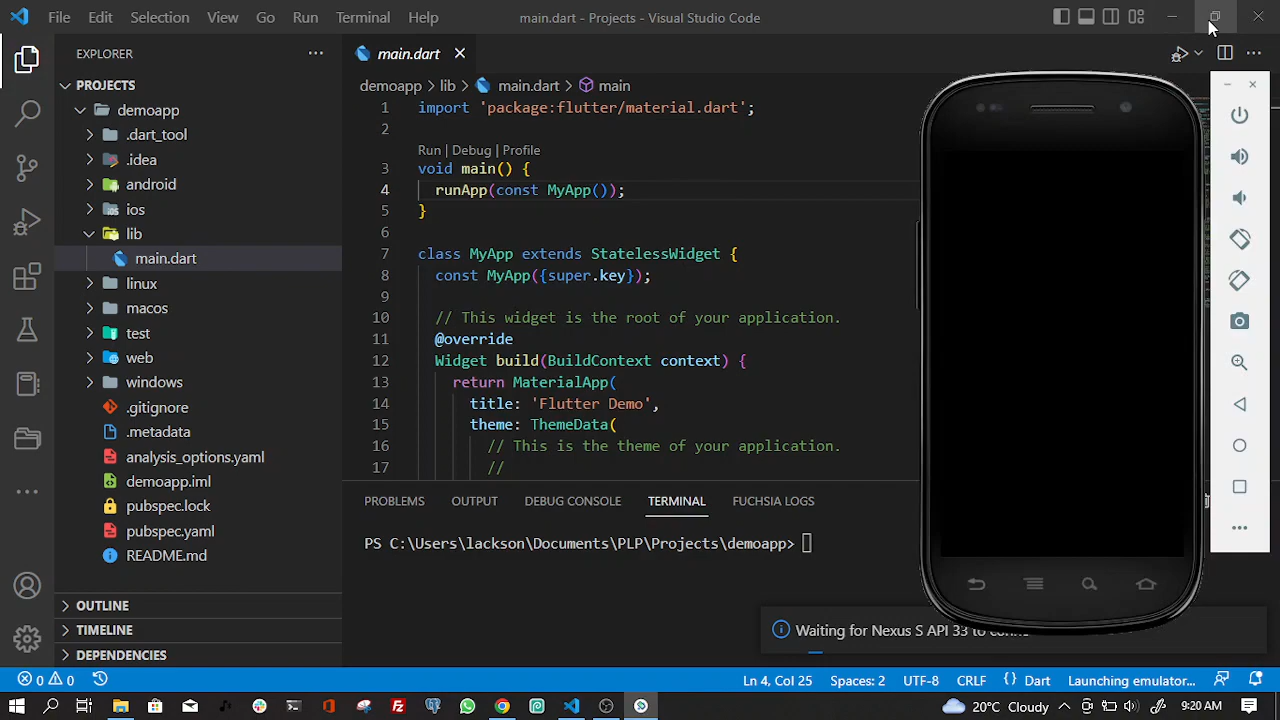 File Edit Selection View Go Run Terminal Help
main.dart - Projects - Visual Studio Code
EXPLORER
PROJECTS
demoapp
.dart_tool
.idea
android
ios
lib
main.dart
linux
macos
test
web
windows
.gitignore
.metadata
analysis_options.yaml
demoapp.iml
pubspec.lock
pubspec.yaml
README.md
OUTLINE
TIMELINE
DEPENDENCIES
main.dart
demoapp > lib > main.dart > main
1 import 'package:flutter/material.dart';
2
Run | Debug | Profile
3 void main() {
4 runApp(const MyApp());
5 }
6
7 class MyApp extends StatelessWidget {
8 const MyApp({super.key});
9
10 // This widget is the root of your application.
11 @override
12 Widget build(BuildContext context) {
13 return MaterialApp(
14 title: 'Flutter Demo',
15 theme: ThemeData(
16 // This is the theme of your application.
17 //
PROBLEMS OUTPUT DEBUG CONSOLE TERMINAL FUCHSIA LOGS
PS C:\Users\lackson\Documents\PLP\Projects\demoapp>
Waiting for Nexus S API 33 to
0 0
Ln 4, Col 25 Spaces: 2 UTF-8 CRLF {} Dart Launching emulator...
20°C Cloudy 9:20 AM